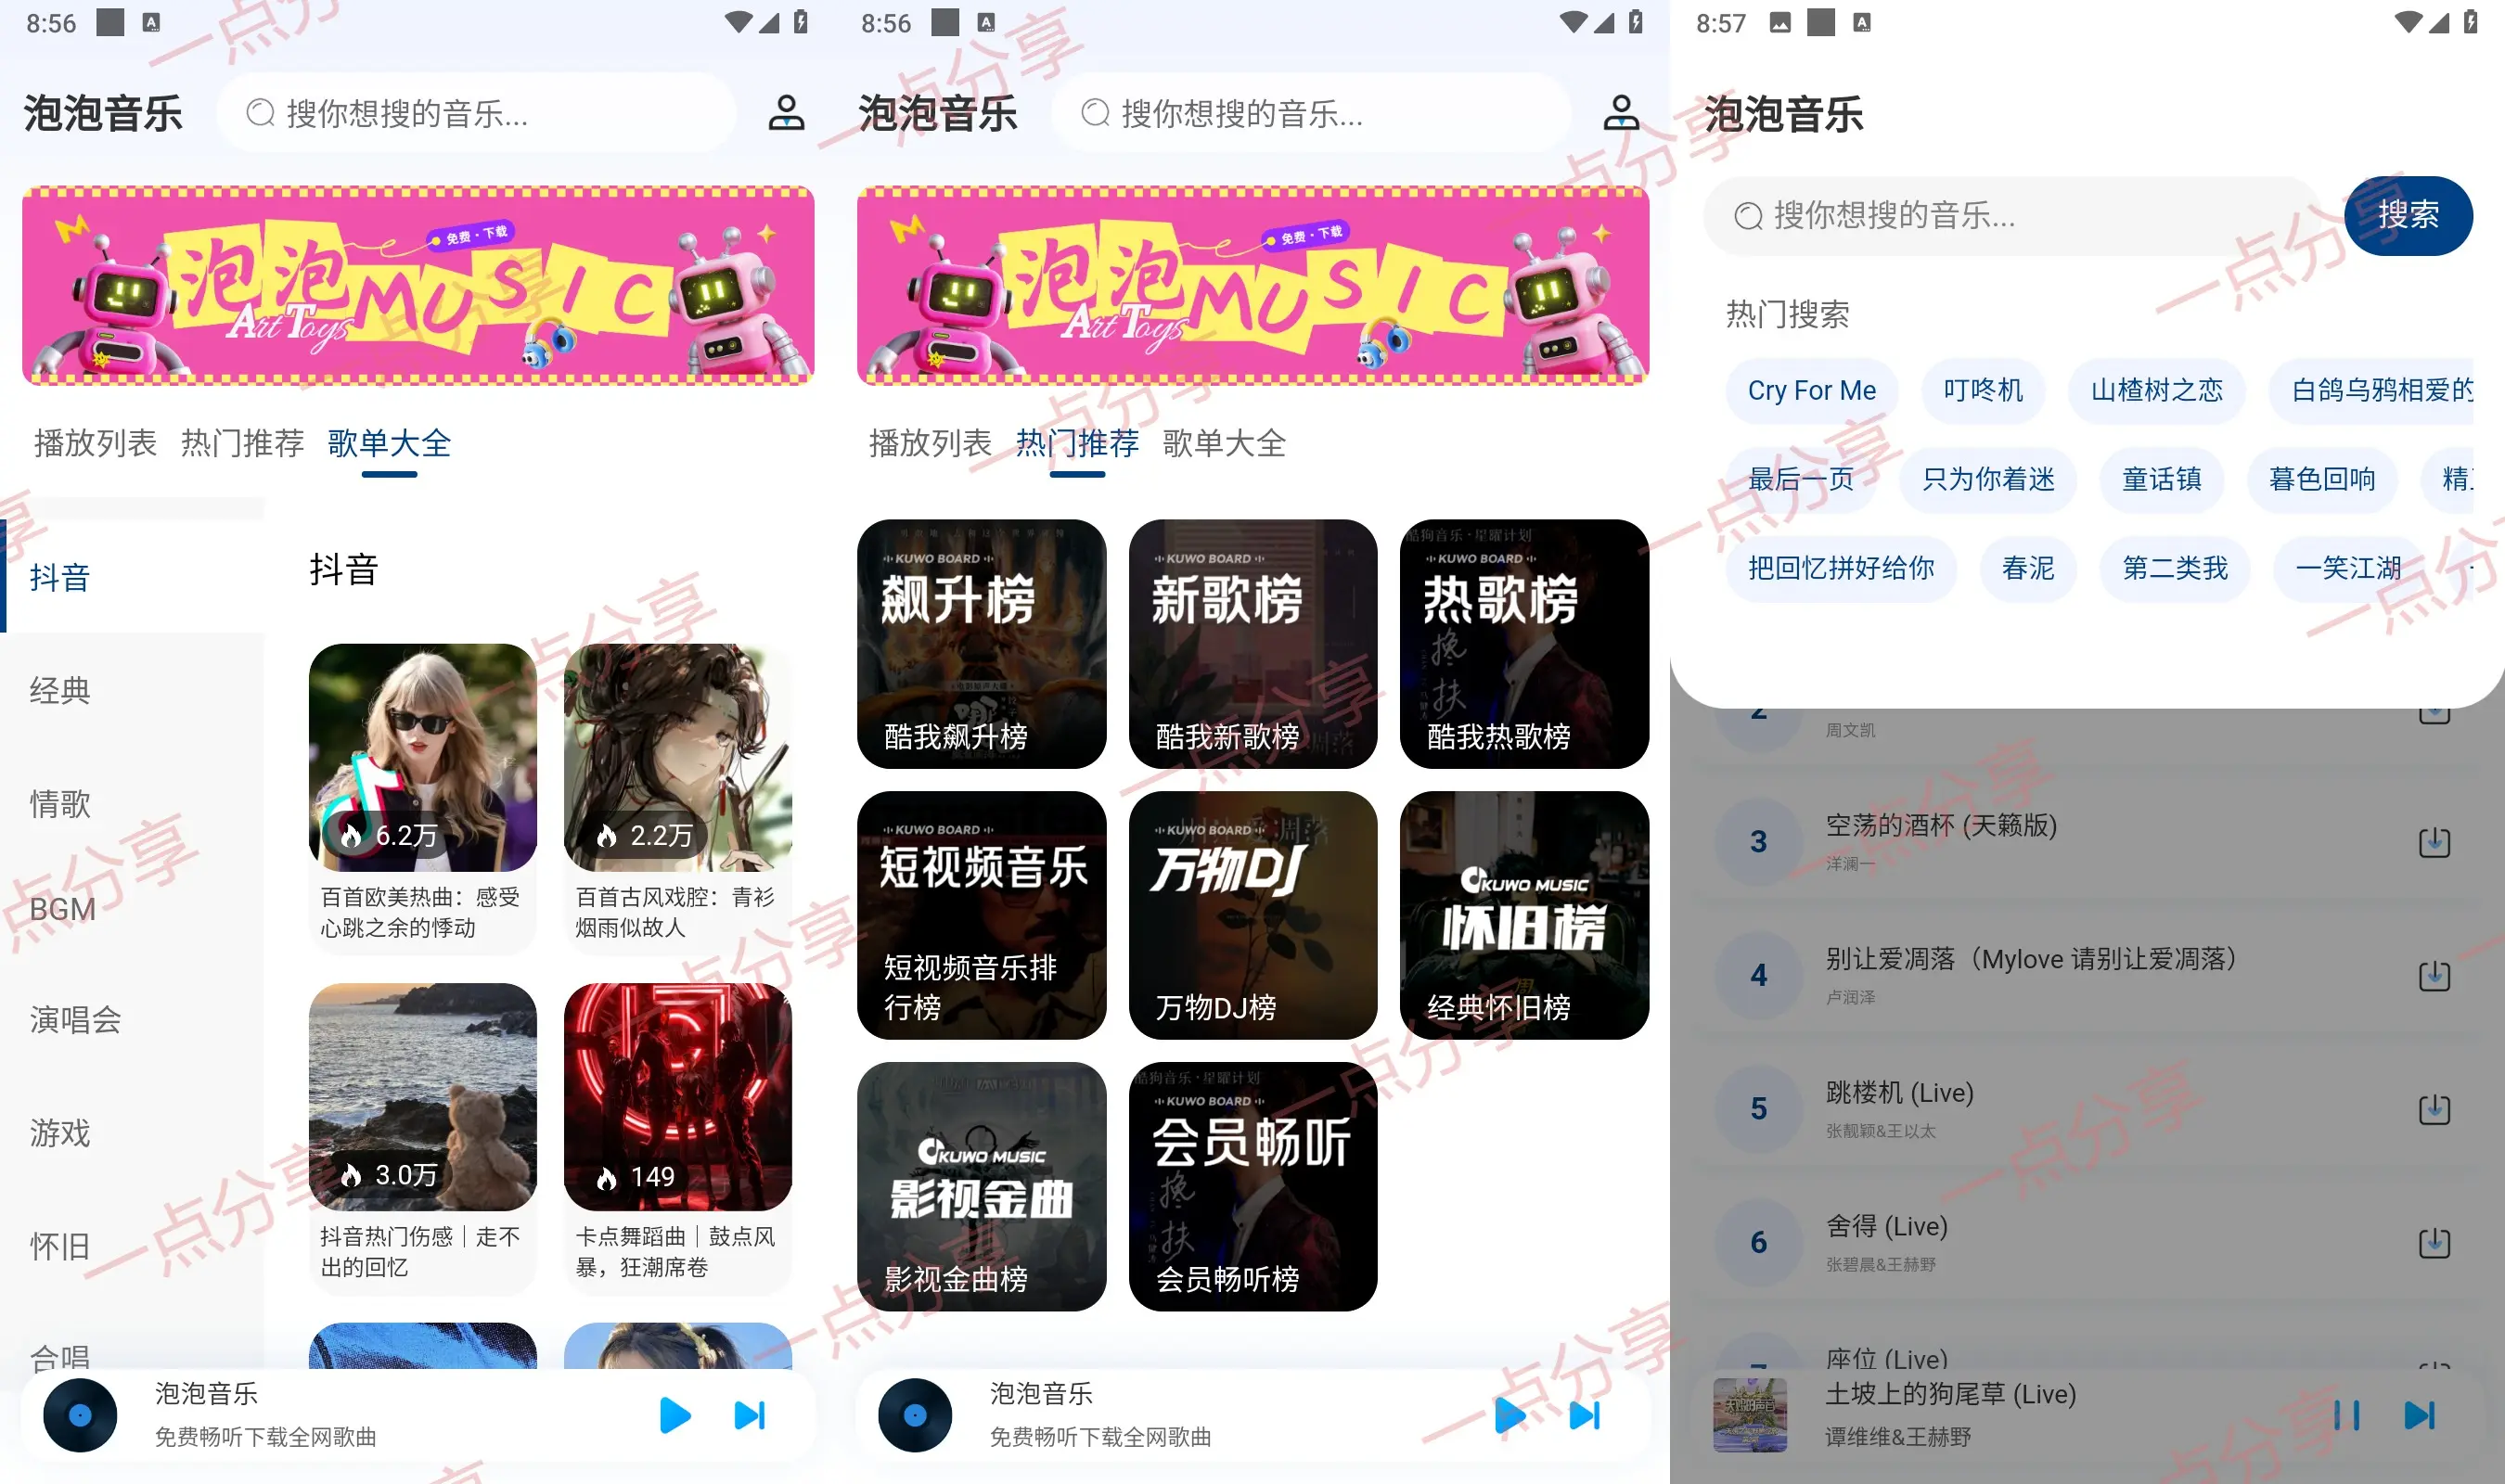 8:56
泡泡音乐
搜你想搜的音乐...
泡泡MUSIC
免费·下载
Art Toys
播放列表 热门推荐 歌单大全
抖音
经典
情歌
BGM
演唱会
游戏
怀旧
合唱
抖音
6.2万
百首欧美热曲：感受
心跳之余的悸动
2.2万
百首古风戏腔：青衫
烟雨似故人
3.0万
抖音热门伤感｜走不
出的回忆
149
卡点舞蹈曲｜鼓点风
暴，狂潮席卷
泡泡音乐
免费畅听下载全网歌曲
8:56
泡泡音乐
搜你想搜的音乐...
泡泡MUSIC
免费·下载
Art Toys
播放列表 热门推荐 歌单大全
KUWO BOARD
飙升榜
酷我飙升榜
KUWO BOARD
新歌榜
酷我新歌榜
酷狗音乐·星曜计划
KUWO BOARD
热歌榜
搀扶
酷我热歌榜
KUWO BOARD
短视频音乐
短视频音乐排
行榜
KUWO BOARD
万物DJ
万物DJ榜
KUWO MUSIC
怀旧榜
经典怀旧榜
KUWO MUSIC
影视金曲
影视金曲榜
酷狗音乐·星曜计划
KUWO BOARD
会员畅听
搀扶
会员畅听榜
泡泡音乐
免费畅听下载全网歌曲
8:57
泡泡音乐
搜你想搜的音乐...
搜索
热门搜索
Cry For Me 叮咚机 山楂树之恋 白鸽乌鸦相爱的
最后一页 只为你着迷 童话镇 暮色回响 精
把回忆拼好给你 春泥 第二类我 一笑江湖
2
周文凯
3
空荡的酒杯 (天籁版)
洋澜一
4
别让爱凋落（Mylove 请别让爱凋落）
卢润泽
5
跳楼机 (Live)
张靓颖&王以太
6
舍得 (Live)
张碧晨&王赫野
7
座位 (Live)
土坡上的狗尾草 (Live)
谭维维&王赫野
一点分享